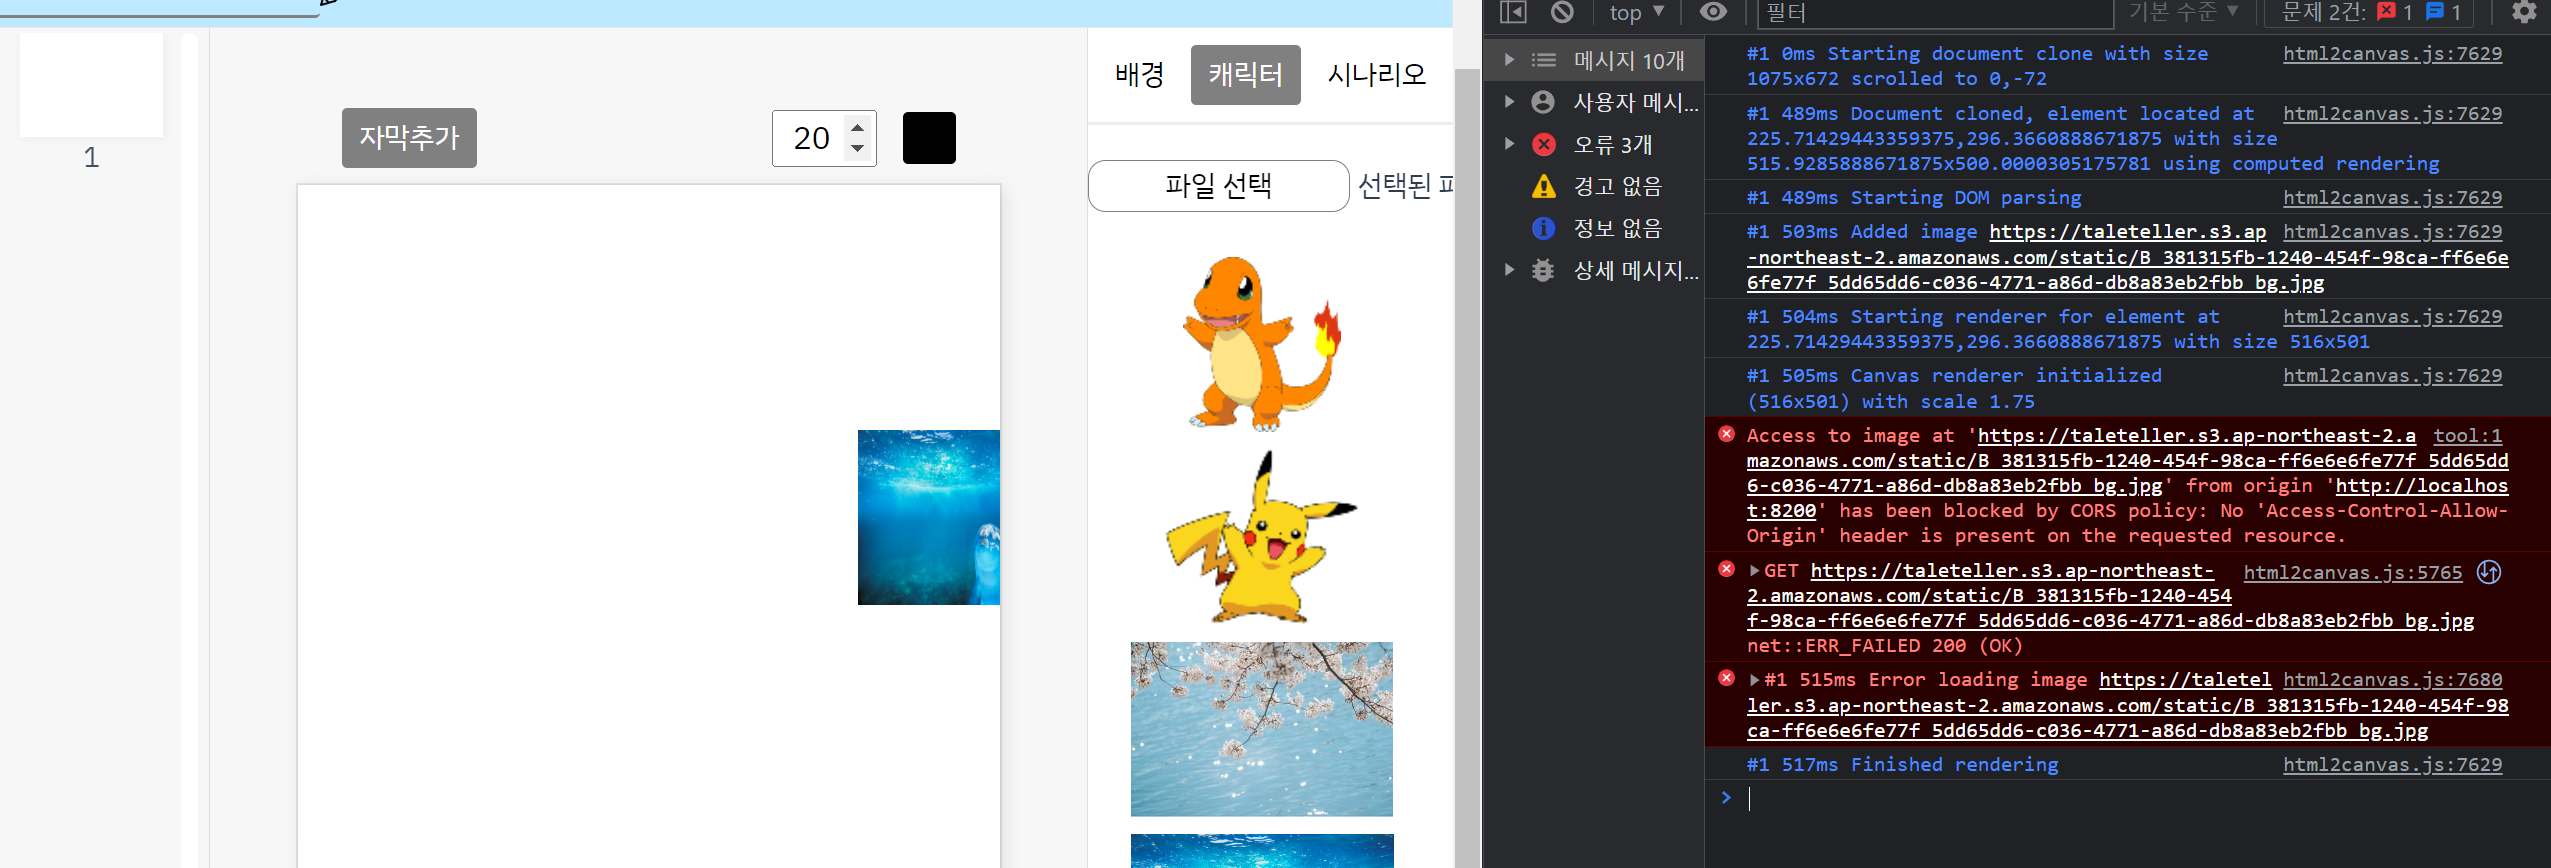 1
자막추가
20
배경
캐릭터
시나리오
파일 선택
선택된 파
top
필터
기본 수준
문제 2건: 1 1
메시지 10개
사용자 메시...
오류 3개
경고 없음
정보 없음
상세 메시지...
#1 0ms Starting document clone with size html2canvas.js:7629
1075x672 scrolled to 0,-72
#1 489ms Document cloned, element located at html2canvas.js:7629
225.71429443359375,296.3660888671875 with size
515.9285888671875x500.0000305175781 using computed rendering
#1 489ms Starting DOM parsing html2canvas.js:7629
#1 503ms Added image https://taleteller.s3.ap html2canvas.js:7629
-northeast-2.amazonaws.com/static/B_381315fb-1240-454f-98ca-ff6e6e
6fe77f_5dd65dd6-c036-4771-a86d-db8a83eb2fbb_bg.jpg
#1 504ms Starting renderer for element at html2canvas.js:7629
225.71429443359375,296.3660888671875 with size 516x501
#1 505ms Canvas renderer initialized html2canvas.js:7629
(516x501) with scale 1.75
Access to image at 'https://taleteller.s3.ap-northeast-2.a tool:1
mazonaws.com/static/B_381315fb-1240-454f-98ca-ff6e6e6fe77f_5dd65dd
6-c036-4771-a86d-db8a83eb2fbb_bg.jpg' from origin 'http://localhos
t:8200' has been blocked by CORS policy: No 'Access-Control-Allow-
Origin' header is present on the requested resource.
GET https://taleteller.s3.ap-northeast- html2canvas.js:5765
2.amazonaws.com/static/B_381315fb-1240-454
f-98ca-ff6e6e6fe77f_5dd65dd6-c036-4771-a86d-db8a83eb2fbb_bg.jpg
net::ERR_FAILED 200 (OK)
#1 515ms Error loading image https://taletel html2canvas.js:7680
ler.s3.ap-northeast-2.amazonaws.com/static/B_381315fb-1240-454f-98
ca-ff6e6e6fe77f_5dd65dd6-c036-4771-a86d-db8a83eb2fbb_bg.jpg
#1 517ms Finished rendering html2canvas.js:7629